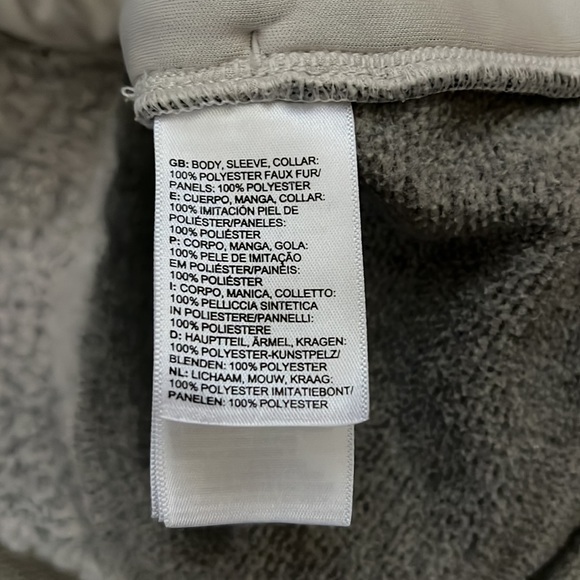 GB: BODY, SLEEVE, COLLAR:
100% POLYESTER FAUX FUR/
PANELS: 100% POLYESTER
E: CUERPO, MANGA, COLLAR:
100% IMITACIÓN PIEL DE
POLIÉSTER/PANELES:
100% POLIÉSTER
P: CORPO, MANGA, GOLA:
100% PELE DE IMITAÇÃO
EM POLIÉSTER/PAINÉIS:
100% POLIÉSTER
I: CORPO, MANICA, COLLETTO:
100% PELLICCIA SINTETICA
IN POLIESTERE/PANNELLI:
100% POLIESTERE
D: HAUPTTEIL, ÄRMEL, KRAGEN:
100% POLYESTER-KUNSTPELZ/
BLENDEN: 100% POLYESTER
NL: LICHAAM, MOUW, KRAAG:
100% POLYESTER IMITATIEBONT/
PANELEN: 100% POLYESTER